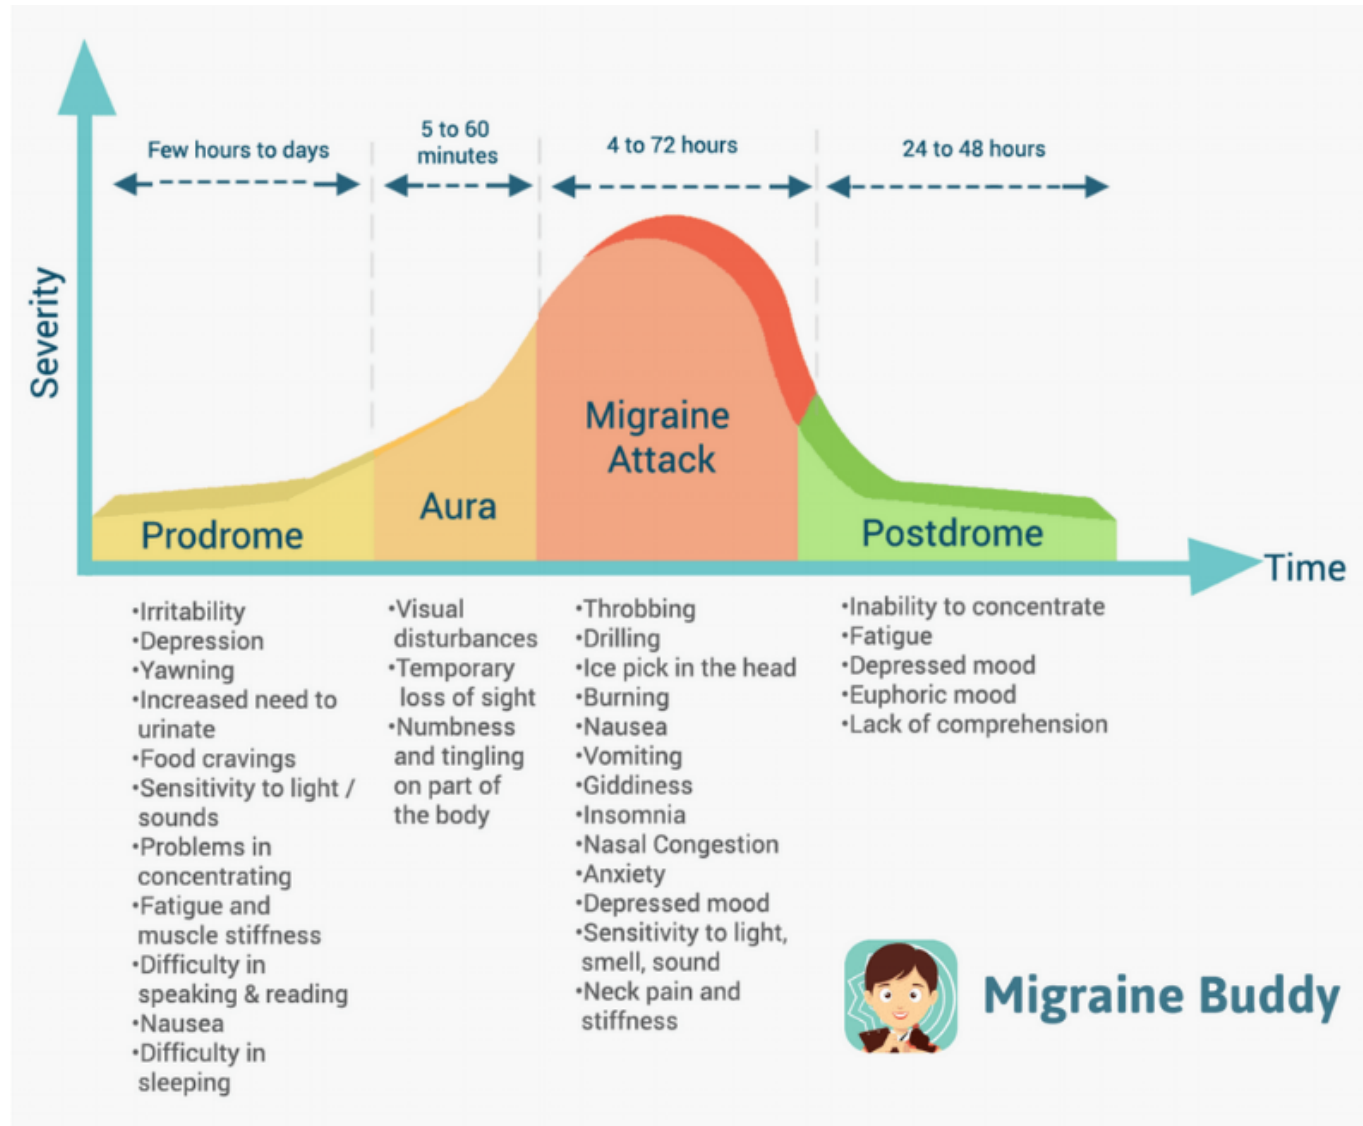 Few hours to days
5 to 60
minutes
4 to 72 hours
24 to 48 hours
Severity
Migraine
Attack
Aura
Prodrome
Postdrome
Time
•Irritability
•Depression
•Yawning
•Increased need to
urinate
•Food cravings
•Sensitivity to light /
sounds
•Problems in
concentrating
•Fatigue and
muscle stiffness
•Difficulty in
speaking & reading
•Nausea
•Difficulty in
sleeping
•Visual
disturbances
•Temporary
loss of sight
•Numbness
and tingling
on part of
the body
•Throbbing
•Drilling
•Ice pick in the head
•Burning
•Nausea
•Vomiting
•Giddiness
•Insomnia
•Nasal Congestion
•Anxiety
•Depressed mood
•Sensitivity to light,
smell, sound
•Neck pain and
stiffness
•Inability to concentrate
•Fatigue
•Depressed mood
•Euphoric mood
•Lack of comprehension
Migraine Buddy